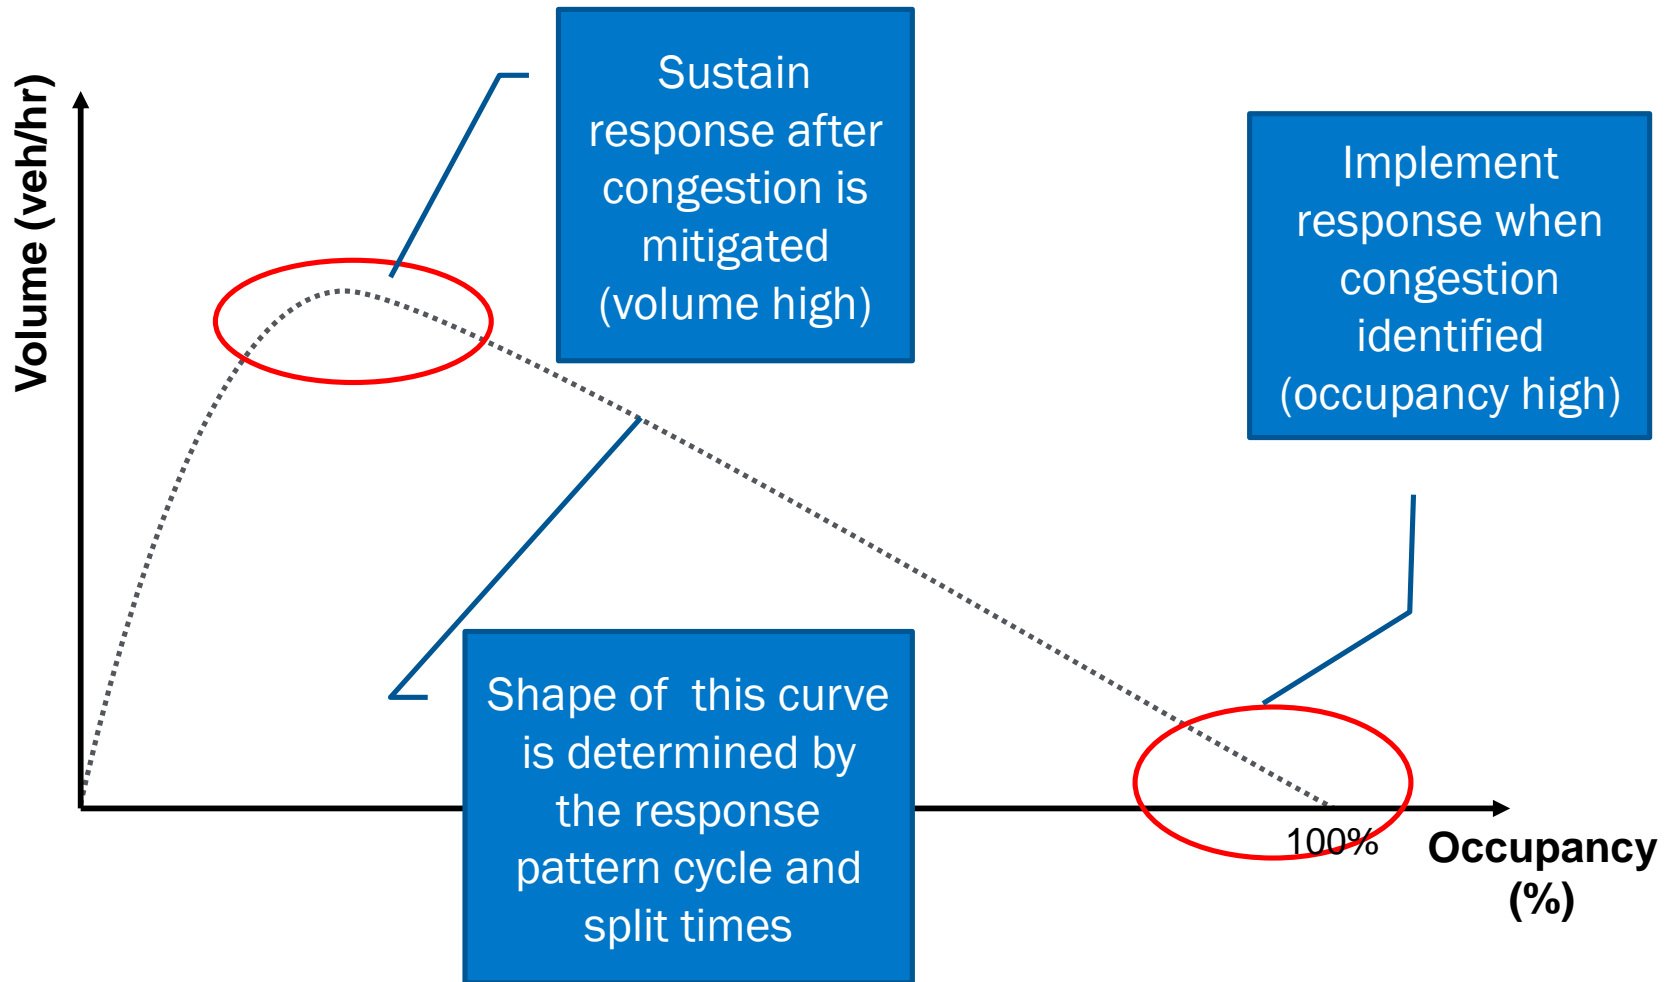 Volume (veh/hr)
Sustain
response after
congestion is
mitigated
(volume high)
Implement
response when
congestion
identified
(occupancy high)
Shape of  this curve
is determined by
the response
pattern cycle and
split times
100%
Occupancy
(%)